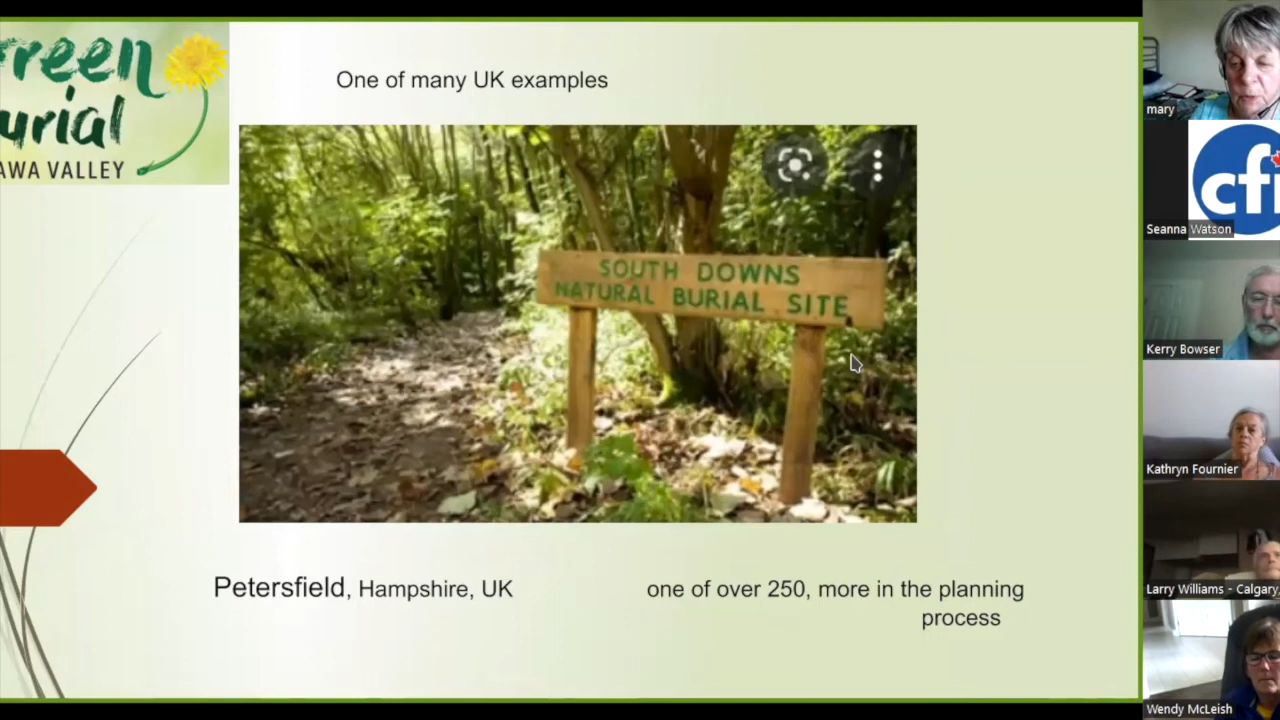 reen
urial
AWA VALLEY
One of many UK examples
SOUTH DOWNS
NATURAL BURIAL SITE
Petersfield, Hampshire, UK
one of over 250, more in the planning
process
mary
cfi
Seanna Watson
Kerry Bowser
Kathryn Fournier
Larry Williams - Calgary,
Wendy McLeish